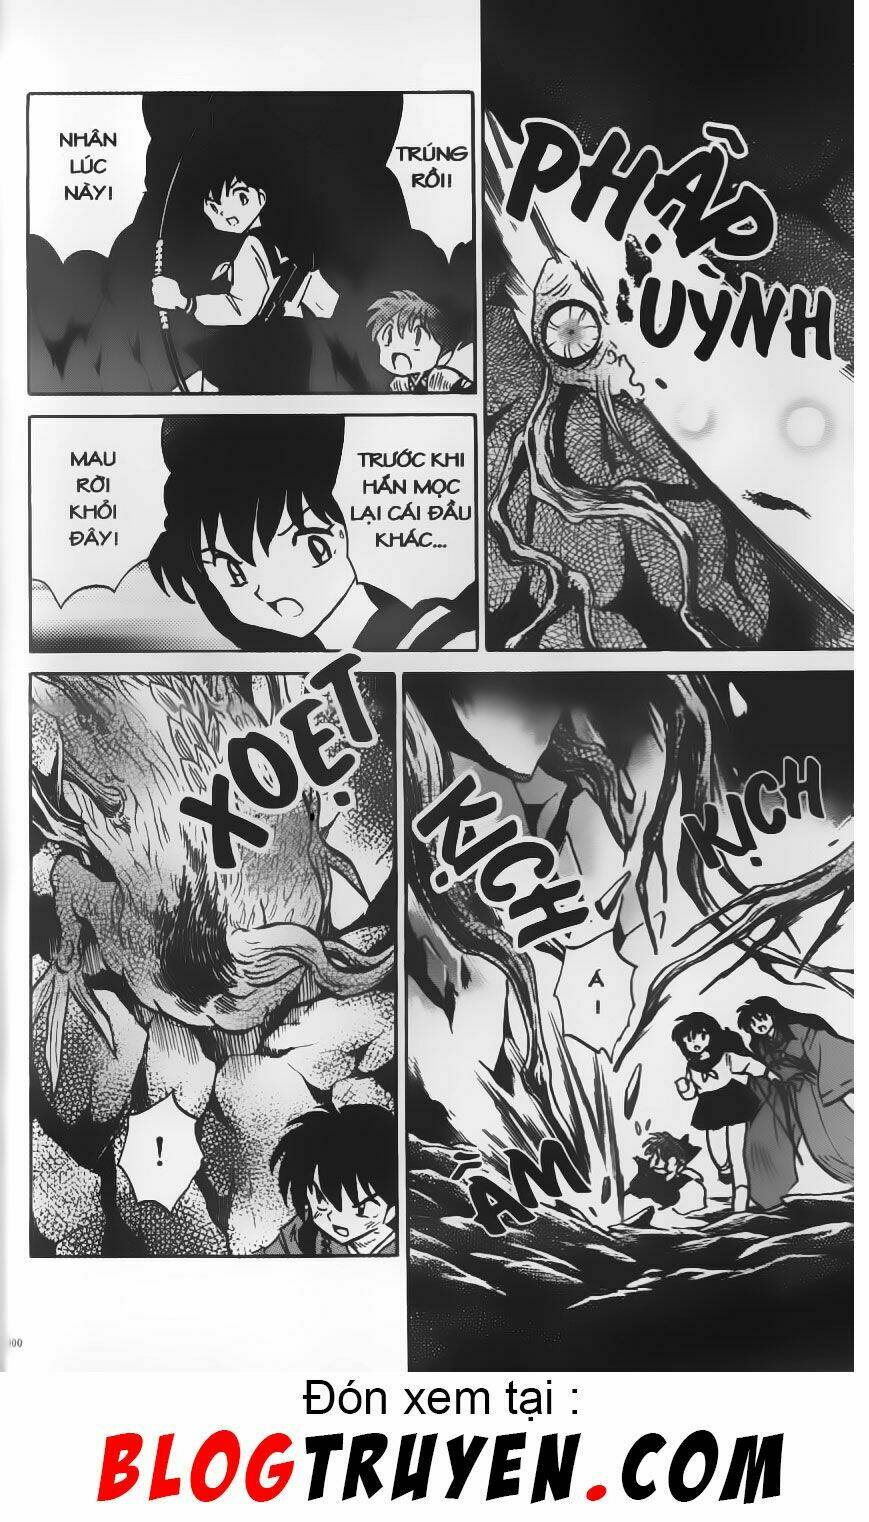 PHẬP
UỲNH
TRÚNG
RỒI!
NHÂN
LÚC
NÀY!
TRƯỚC KHI
HẮN MỌC
LẠI CÁI ĐẦU
KHÁC...
MAU
RỜI
KHỎI
ĐÂY!
KỊCH
KỊCH
Á
!
ẦM
XOẸT
!
Đón xem tại :
BLOGTRUYEN.COM